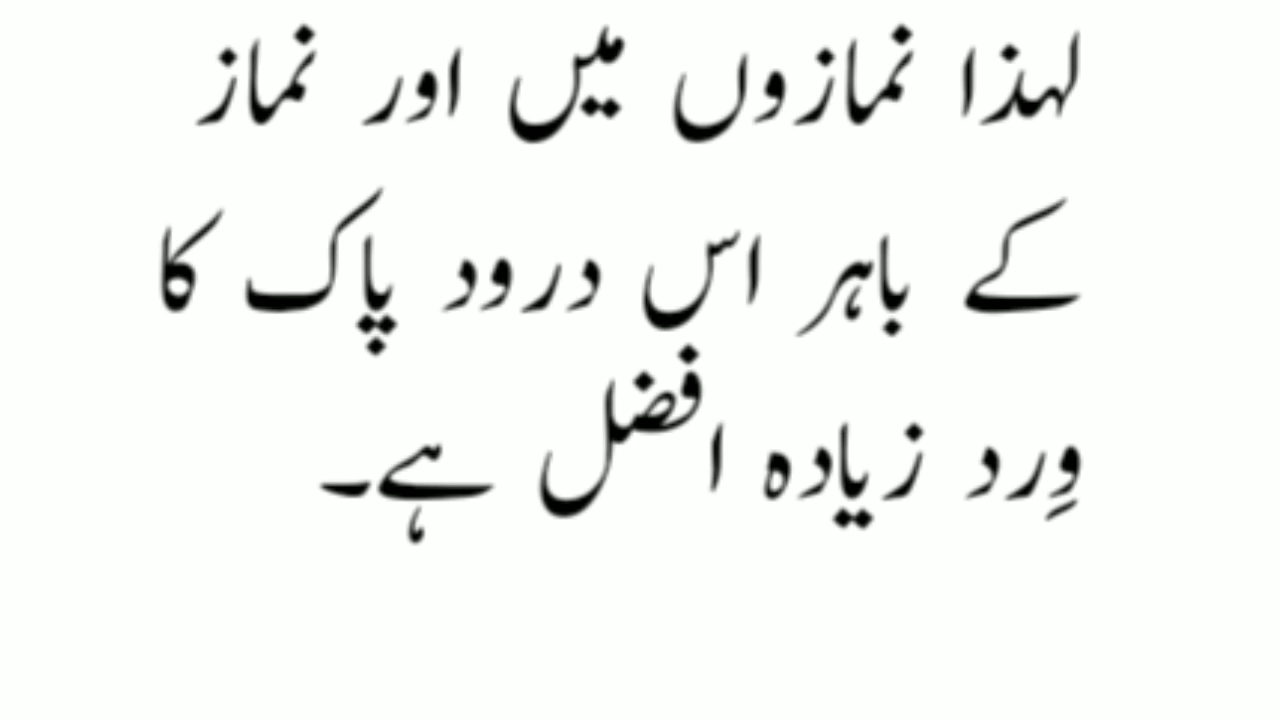 لہذا نمازوں میں اور نماز
کے باہر اس درود پاک کا
وِرد زیادہ افضل ہے۔